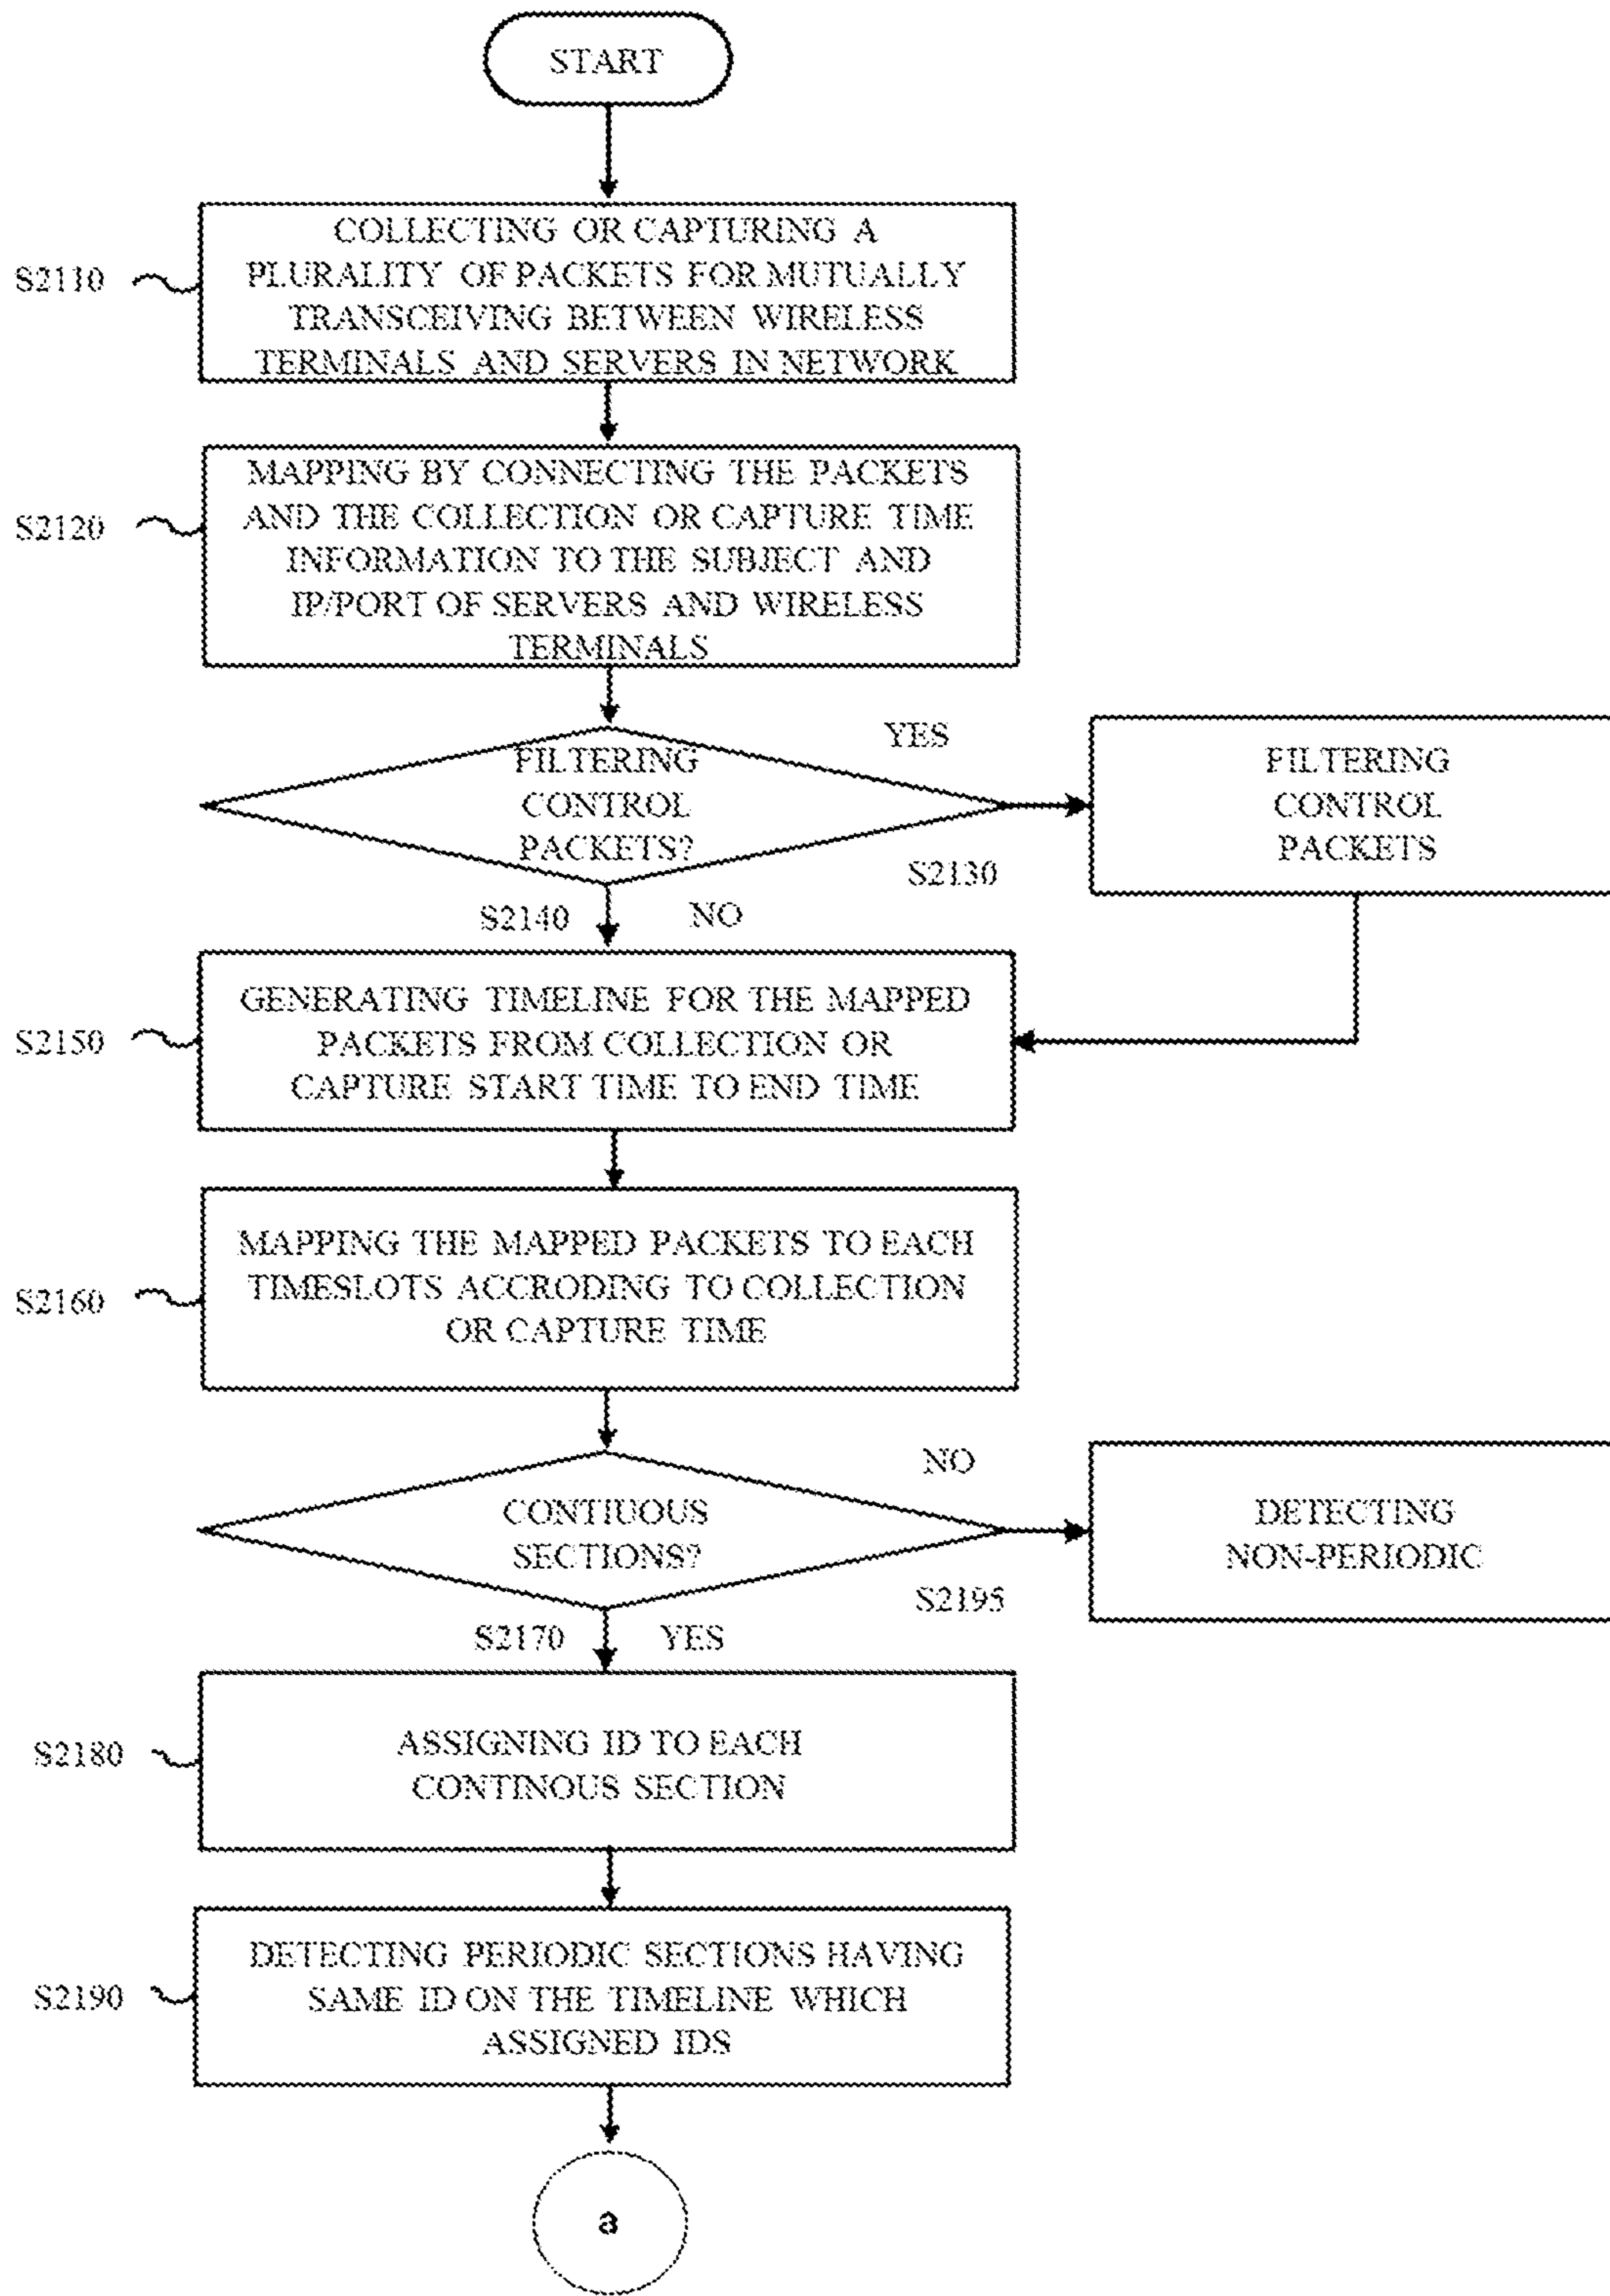 START
S2110
COLLECTING OR CAPTURING A
PLURALITY OF PACKETS FOR MUTUALLY
TRANSCEIVING BETWEEN WIRELESS
TERMINALS AND SERVERS IN NETWORK
S2120
MAPPING BY CONNECTING THE PACKETS
AND THE COLLECTION OR CAPTURE TIME
INFORMATION TO THE SUBJECT AND
IP/PORT OF SERVERS AND WIRELESS
TERMINALS
FILTERING
CONTROL
PACKETS?
YES
S2130
FILTERING
CONTROL
PACKETS
S2140
NO
S2150
GENERATING TIMELINE FOR THE MAPPED
PACKETS FROM COLLECTION OR
CAPTURE START TIME TO END TIME
S2160
MAPPING THE MAPPED PACKETS TO EACH
TIMESLOTS ACCRODING TO COLLECTION
OR CAPTURE TIME
CONTIUOUS
SECTIONS?
NO
S2195
DETECTING
NON-PERIODIC
S2170
YES
S2180
ASSIGNING ID TO EACH
CONTINOUS SECTION
S2190
DETECTING PERIODIC SECTIONS HAVING
SAME ID ON THE TIMELINE WHICH
ASSIGNED IDS
a